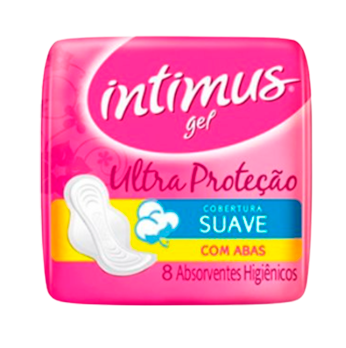 intimus
gel
Ultra Proteção
COBERTURA
SUAVE
COM ABAS
8 Absorventes Higiênicos